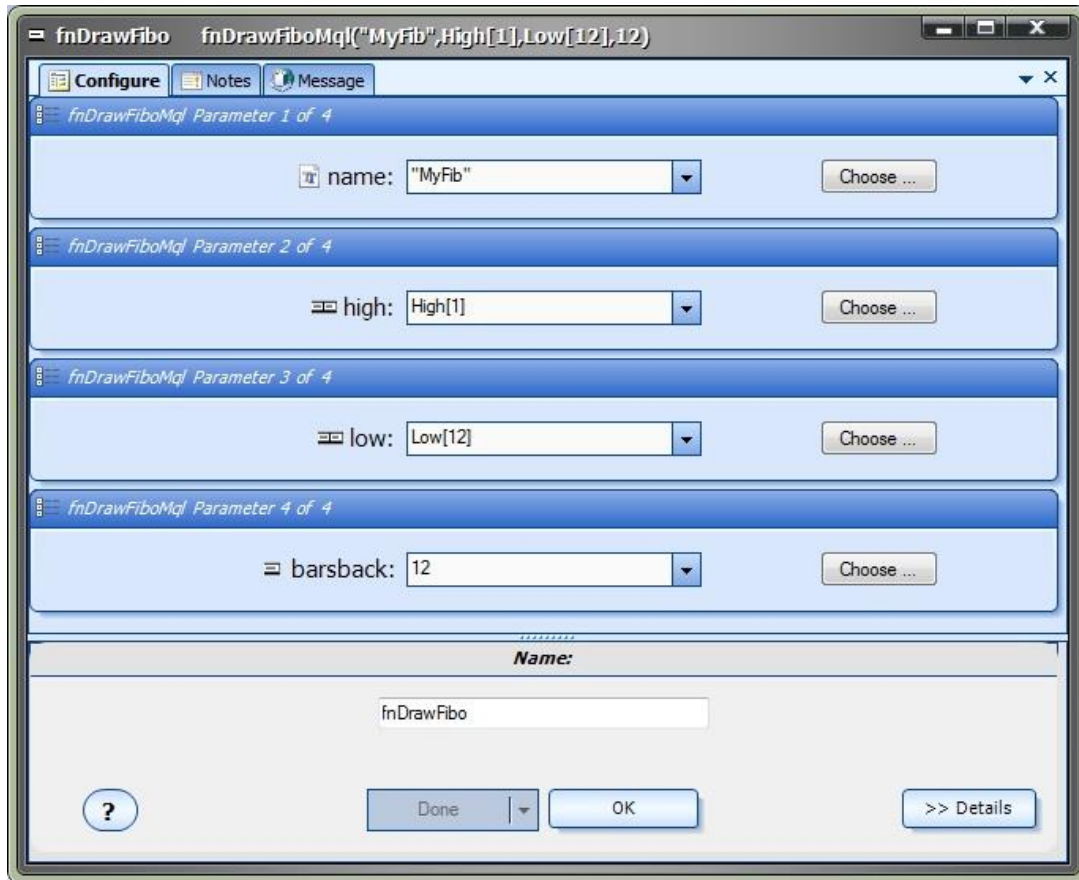 fnDrawFibo fnDrawFiboMql("MyFib",High[1],Low[12],12)
Configure Notes Message
fnDrawFiboMql Parameter 1 of 4
name: "MyFib" Choose ...
fnDrawFiboMql Parameter 2 of 4
high: High[1] Choose ...
fnDrawFiboMql Parameter 3 of 4
low: Low[12] Choose ...
fnDrawFiboMql Parameter 4 of 4
barsback: 12 Choose ...
Name:
fnDrawFibo
? Done OK >> Details